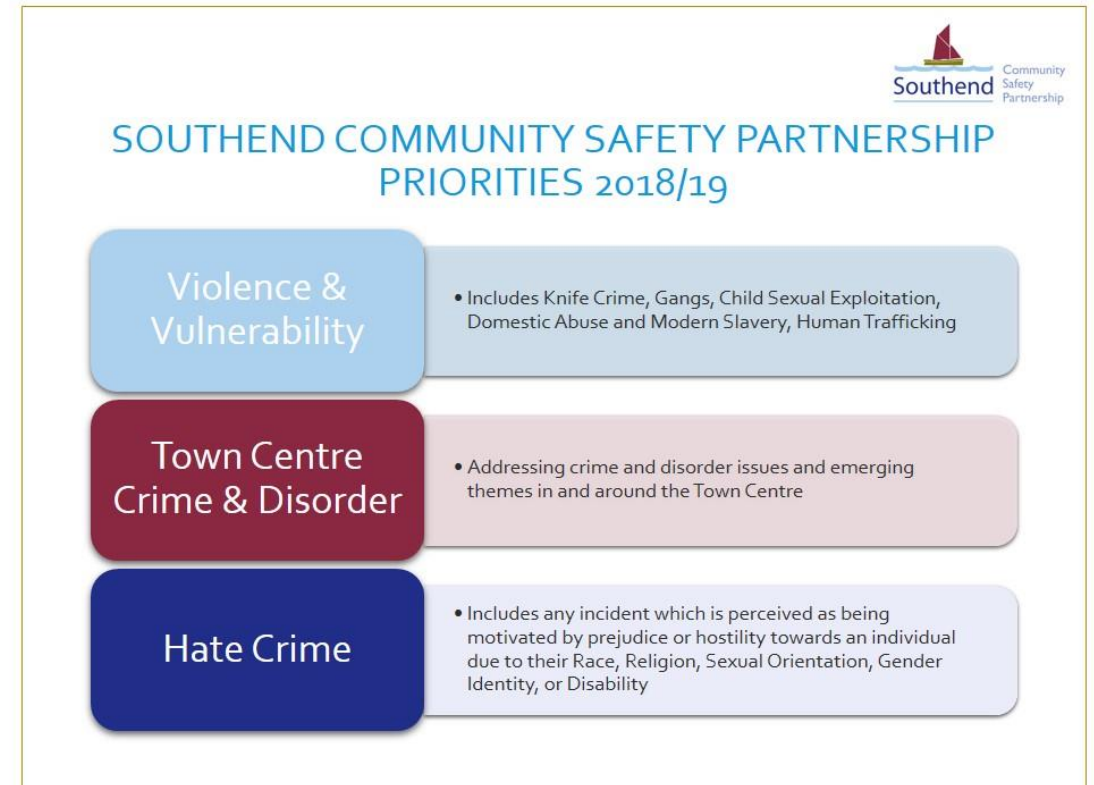 Southend
Community
Safety
Partnership
SOUTHEND COMMUNITY SAFETY PARTNERSHIP
PRIORITIES 2018/19
Violence &
Vulnerability
• Includes Knife Crime, Gangs, Child Sexual Exploitation,
Domestic Abuse and Modern Slavery, Human Trafficking
Town Centre
Crime & Disorder
• Addressing crime and disorder issues and emerging
themes in and around the Town Centre
Hate Crime
• Includes any incident which is perceived as being
motivated by prejudice or hostility towards an individual
due to their Race, Religion, Sexual Orientation, Gender
Identity, or Disability